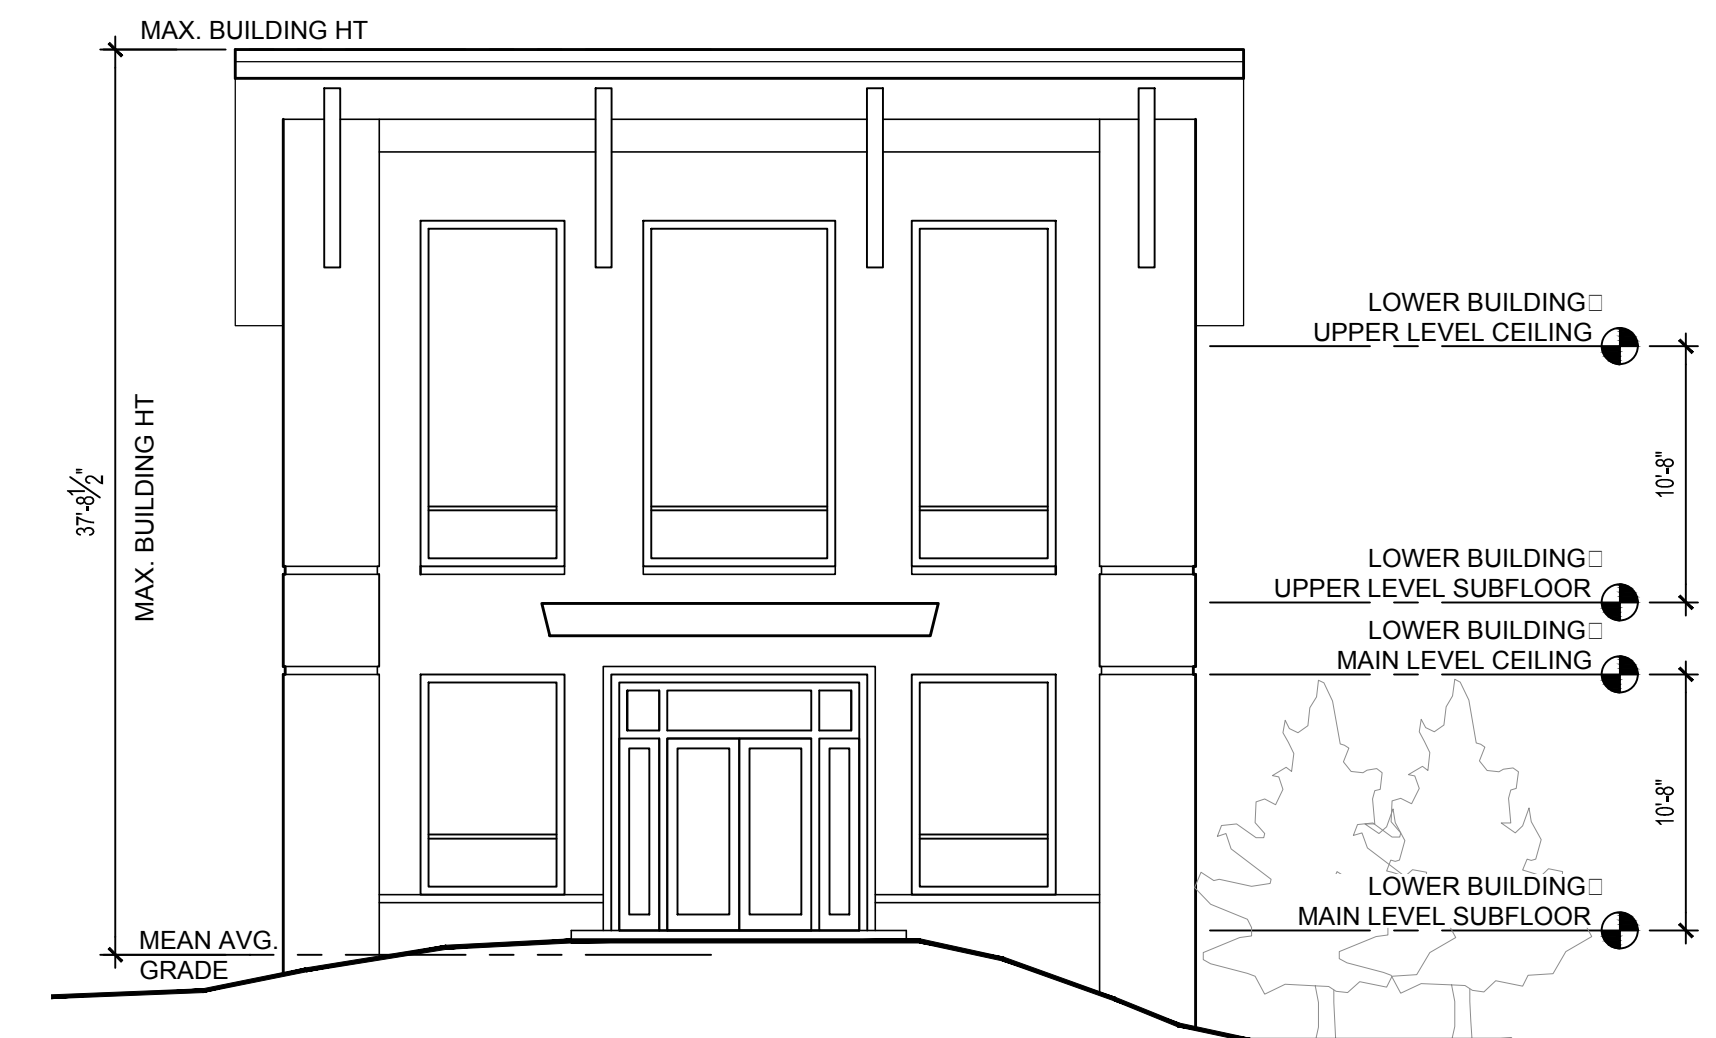 MAX. BUILDING HT
LOWER BUILDING
UPPER LEVEL CEILING
37'-8½"
MAX. BUILDING HT
10'-8"
LOWER BUILDING
UPPER LEVEL SUBFLOOR
LOWER BUILDING
MAIN LEVEL CEILING
10'-8"
LOWER BUILDING
MAIN LEVEL SUBFLOOR
MEAN AVG.
GRADE